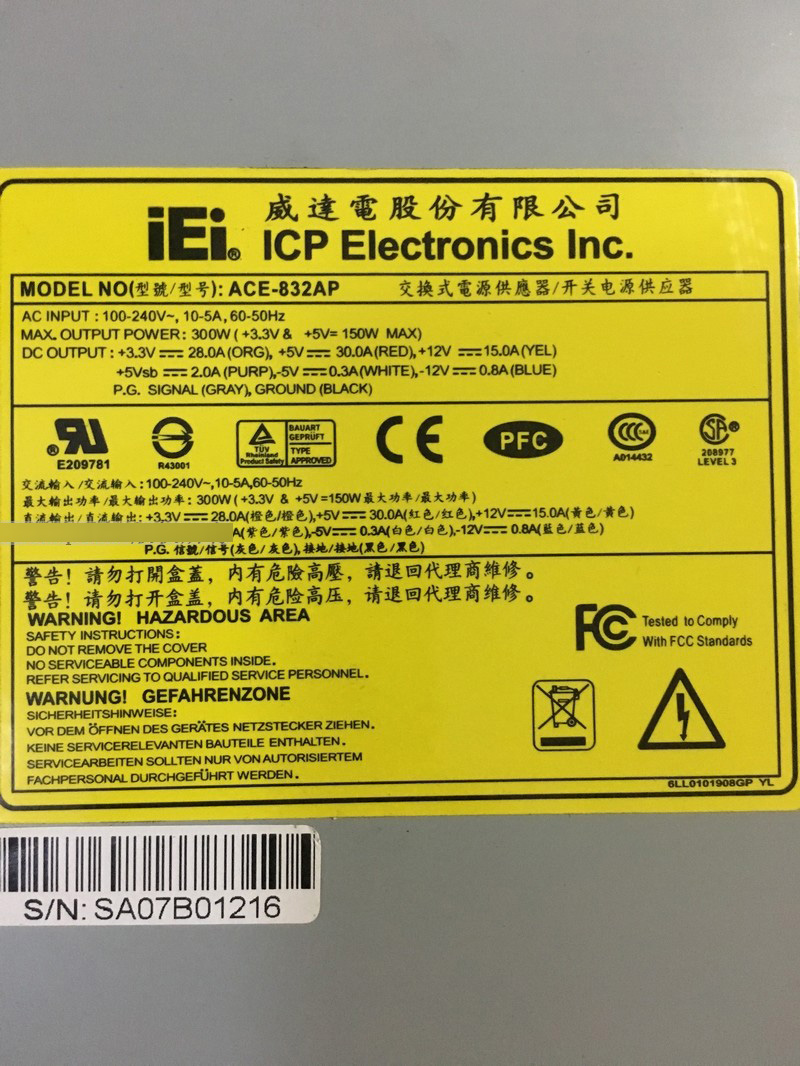 iEi® 威達電股份有限公司
ICP Electronics Inc.
MODEL NO(型號/型号): ACE-832AP 交換式電源供應器/开关电源供应器
AC INPUT : 100-240V~, 10-5A, 60-50Hz
MAX. OUTPUT POWER: 300W ( +3.3V & +5V= 150W MAX)
DC OUTPUT : +3.3V 28.0A(ORG), +5V 30.0A(RED), +12V 15.0A(YEL)
+5Vsb 2.0A (PURP),-5V 0.3A(WHITE),-12V 0.8A(BLUE)
P.G. SIGNAL (GRAY), GROUND (BLACK)
RU® E209781
R43001
TÜV Rheinland Product Safety
BAUART GEPRÜFT
TYPE APPROVED
CE
PFC
CCC S&E A014432
SA® 208977 LEVEL 3
交流輸入/交流输入: 100-240V~,10-5A,60-50Hz
最大輸出功率/最大输出功率: 300W ( +3.3V & +5V =150W 最大功率/最大功率)
直流輸出/直流输出: +3.3V 28.0A(橙色/橙色),+5V 30.0A(紅色/红色),+12V 15.0A(黃色/黄色)
A(紫色/紫色),-5V 0.3A(白色/白色),-12V 0.8A(藍色/蓝色)
P.G. 信號/信号(灰色/灰色), 接地/接地(黑色/黑色)
警告! 請勿打開盒蓋, 內有危險高壓, 請退回代理商維修。
警告! 请勿打开盒盖, 内有危险高压, 请退回代理商维修。
WARNING! HAZARDOUS AREA
SAFETY INSTRUCTIONS:
DO NOT REMOVE THE COVER
NO SERVICEABLE COMPONENTS INSIDE.
REFER SERVICING TO QUALIFIED SERVICE PERSONNEL.
FC Tested to Comply
With FCC Standards
WARNUNG! GEFAHRENZONE
SICHERHEITSHINWEISE:
VOR DEM ÖFFNEN DES GERÄTES NETZSTECKER ZIEHEN.
KEINE SERVICERELEVANTEN BAUTEILE ENTHALTEN.
SERVICEARBEITEN SOLLTEN NUR VON AUTORISIERTEM
FACHPERSONAL DURCHGEFÜHRT WERDEN.
6LL0101908GP YL
S/N: SA07B01216